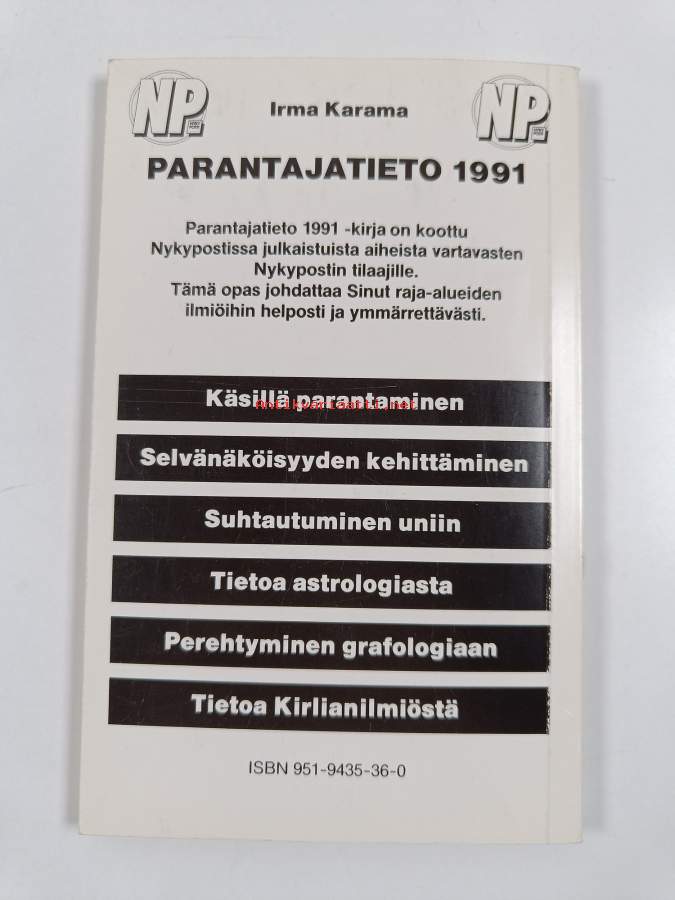 NP
Irma Karama
NP
PARANTAJATIETO 1991
Parantajatieto 1991 -kirja on koottu
Nykypostissa julkaistuista aiheista vartavasten
Nykypostin tilaajille.
Tämä opas johdattaa Sinut raja-alueiden
ilmiöihin helposti ja ymmärrettävästi.
Käsillä parantaminen
Antikvariaatti.net
Selvänäköisyyden kehittäminen
Suhtautuminen uniin
Tietoa astrologiasta
Perehtyminen grafologiaan
Tietoa Kirlianilmiöstä
ISBN 951-9435-36-0